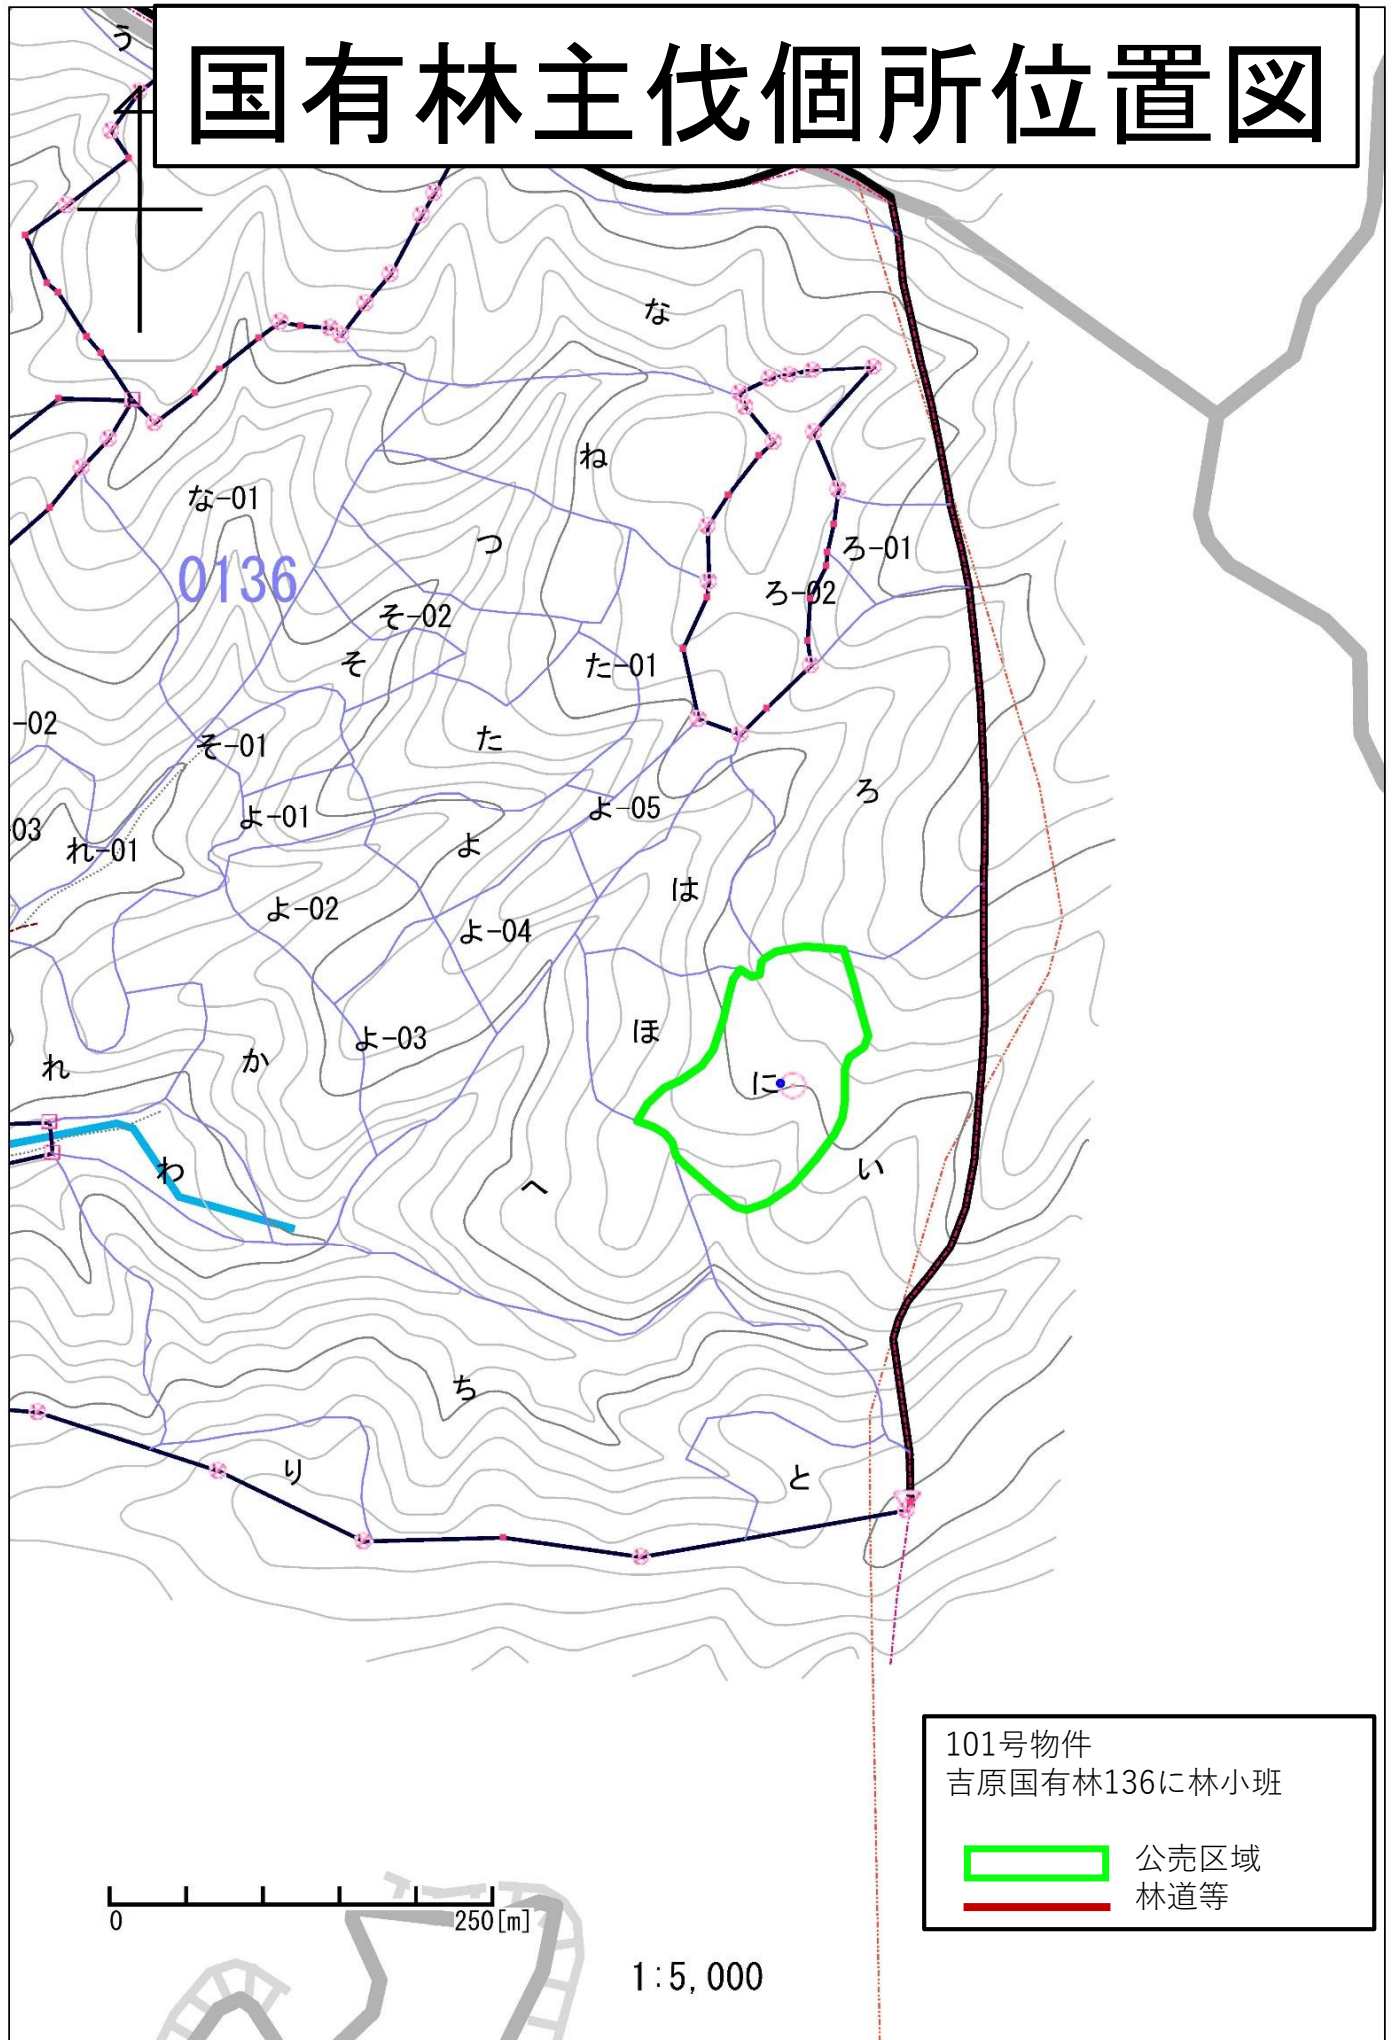 う
国有林主伐個所位置図
な
ね
な-01
つ
ろ-01
0136
ろ-02
そ-02
そ
た-01
-02
そ-01
た
ろ
よ-05
よ-01
03
れ-01
よ
は
よ-02
よ-04
ほ
よ-03
か
れ
に
わ
い
へ
ち
り
と
101号物件
吉原国有林136に林小班
公売区域
林道等
0
250[m]
1:5,000